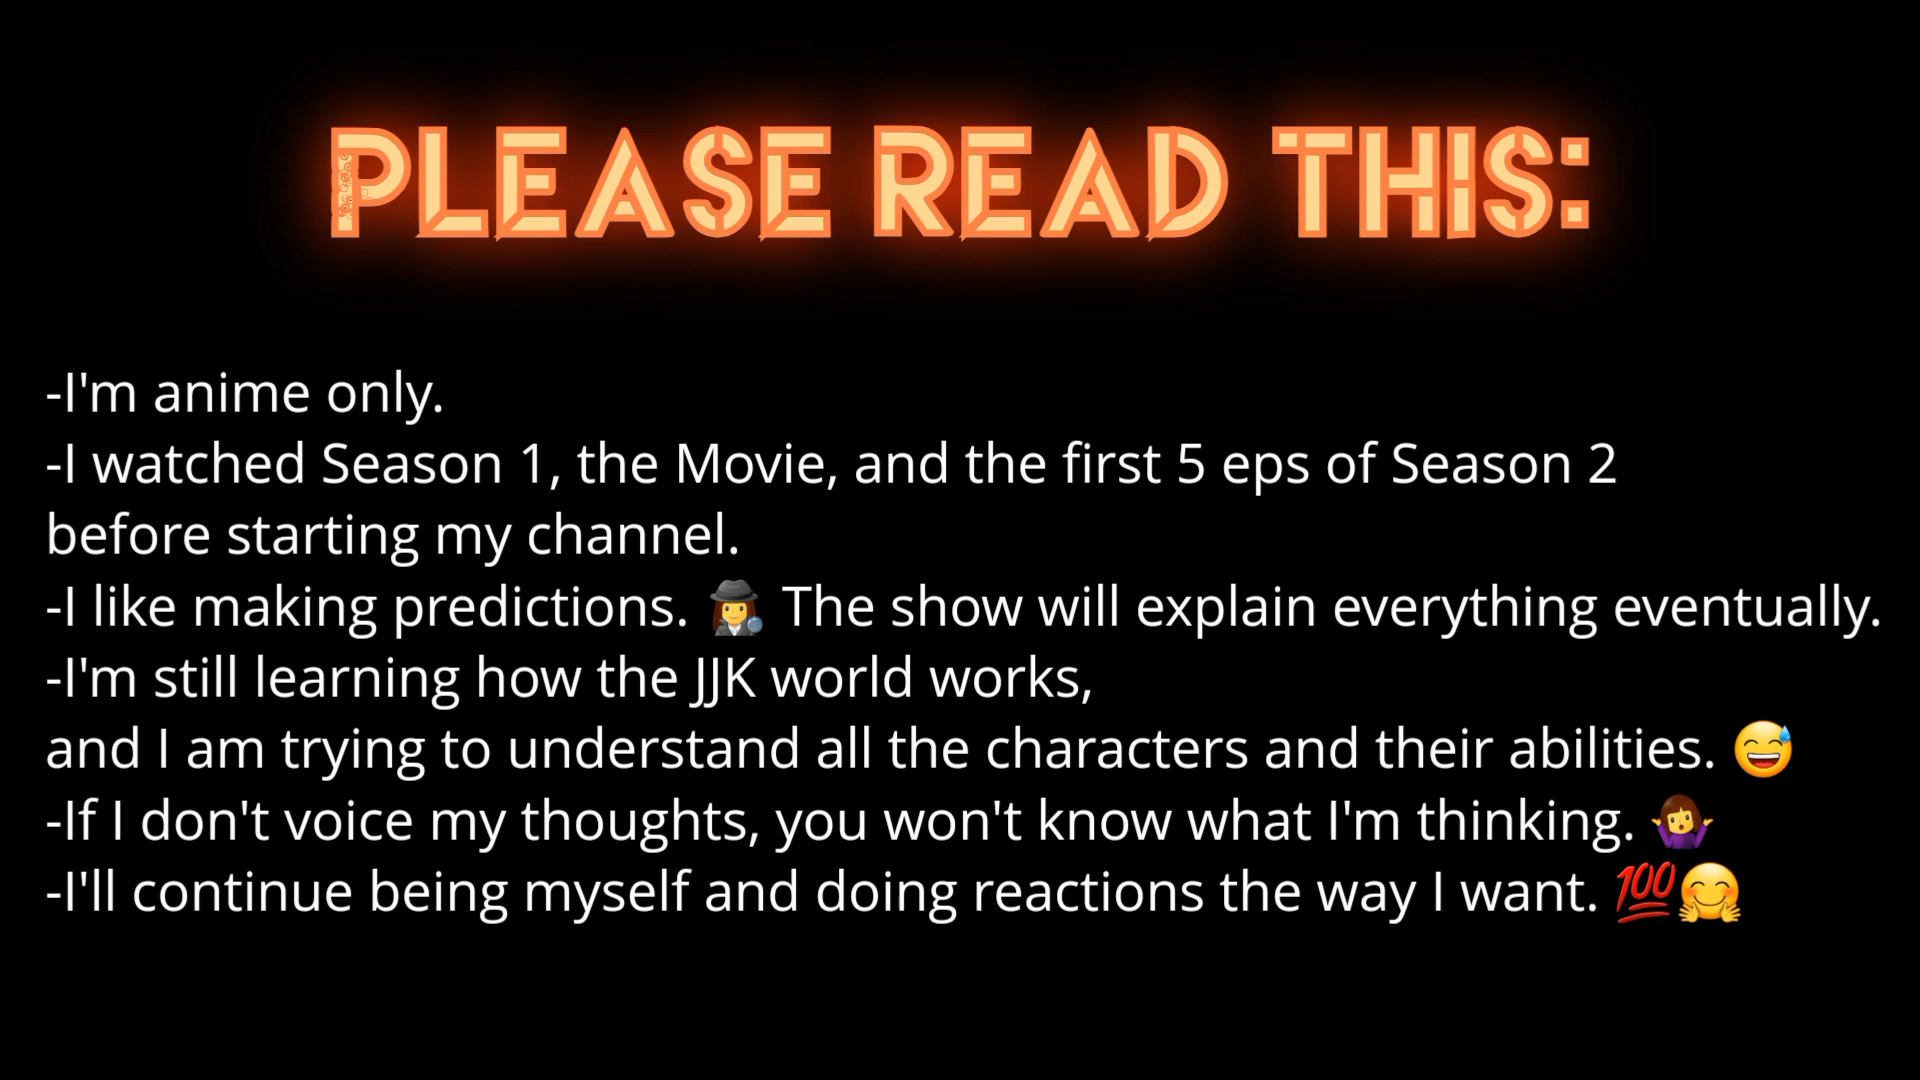 PLEASE READ THIS:
-I'm anime only.
-I watched Season 1, the Movie, and the first 5 eps of Season 2
before starting my channel.
-I like making predictions. 🕵️‍♀️ The show will explain everything eventually.
-I'm still learning how the JJK world works,
and I am trying to understand all the characters and their abilities. 😅
-If I don't voice my thoughts, you won't know what I'm thinking. 🤷‍♀️
-I'll continue being myself and doing reactions the way I want. 💯🤗